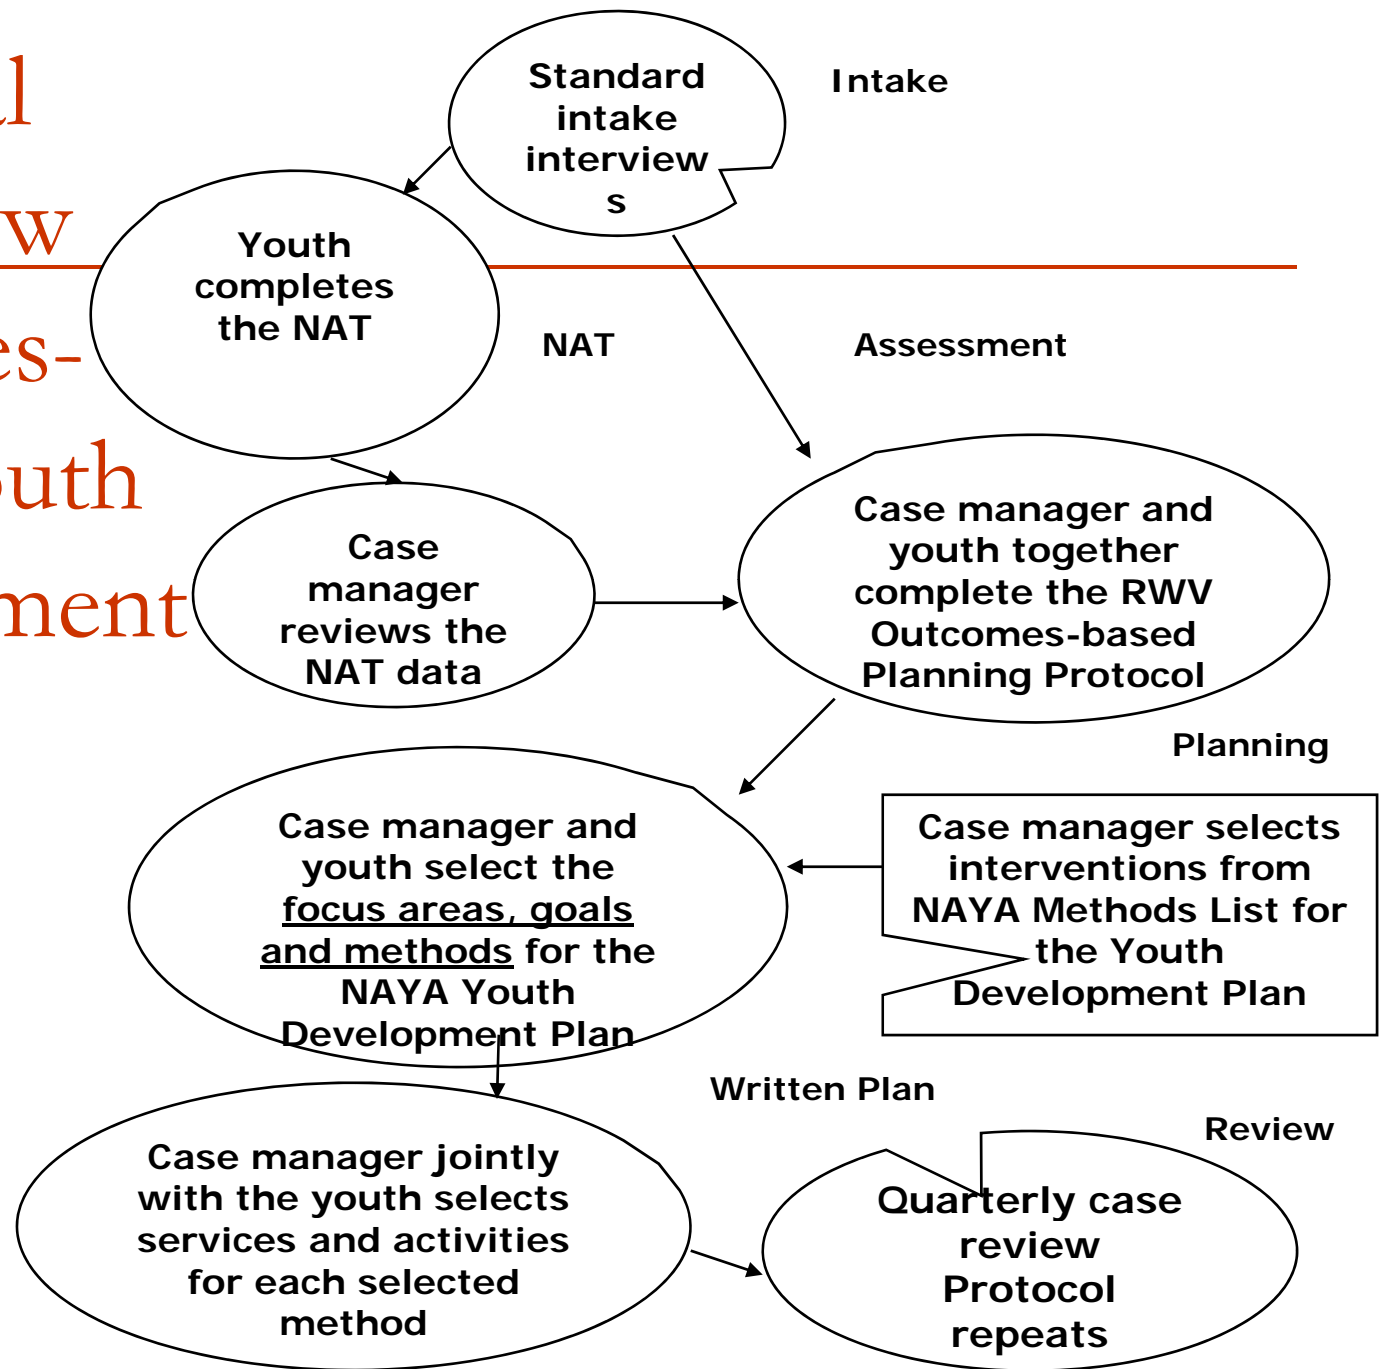 al
w
es-
outh
ment
Standard
intake
interview
s
Intake
Youth
completes
the NAT
NAT
Assessment
Case
manager
reviews the
NAT data
Case manager and
youth together
complete the RWV
Outcomes-based
Planning Protocol
Planning
Case manager and
youth select the
focus areas, goals
and methods for the
NAYA Youth
Development Plan
Case manager selects
interventions from
NAYA Methods List for
the Youth
Development Plan
Written Plan
Review
Case manager jointly
with the youth selects
services and activities
for each selected
method
Quarterly case
review
Protocol
repeats